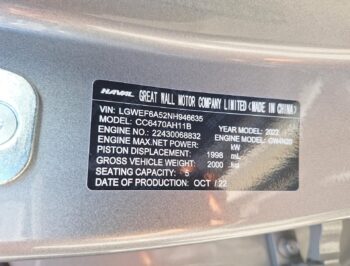 HAVAL GREAT WALL MOTOR COMPANY LIMITED (MADE IN CHINA)
VIN: LGWEF6A52NH946635
MODEL: CC6470AH11B YEAR MODEL: 2022
ENGINE NO.: 22430068832 ENGINE MODEL:
ENGINE MAX.NET POWER: kW
PISTON DISPLACEMENT: 1998 mL
GROSS VEHICLE WEIGHT: 2000 kg
SEATING CAPACITY: 5
DATE OF PRODUCTION: OCT / 22